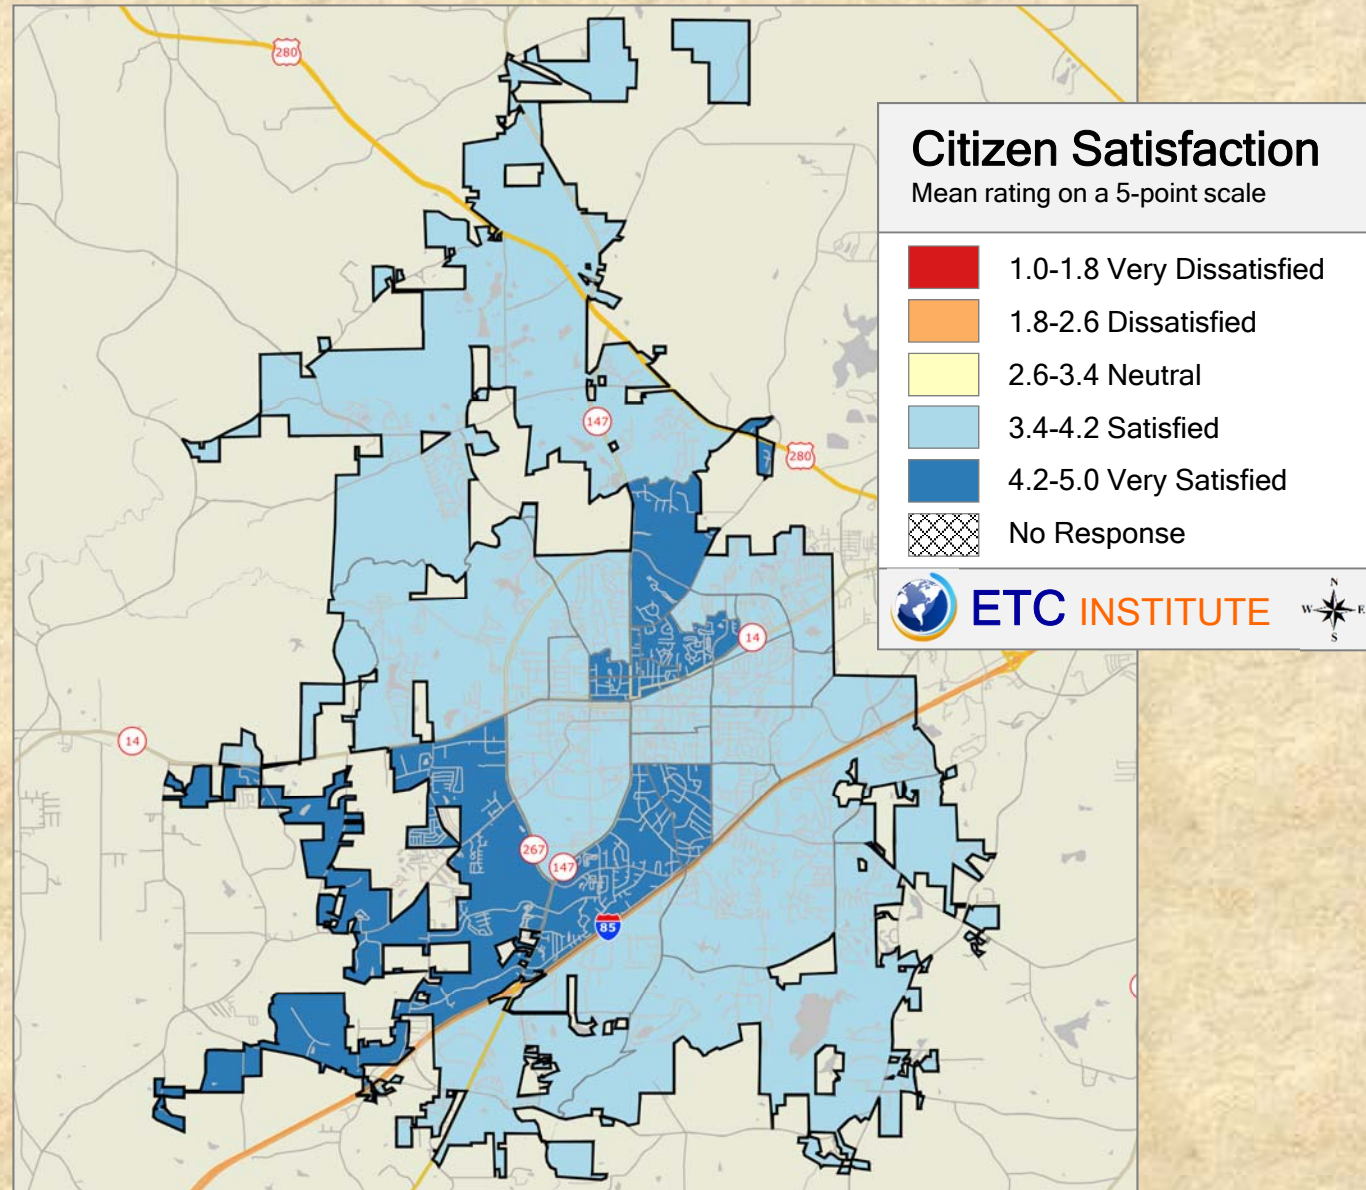 280
Citizen Satisfaction
Mean rating on a 5-point scale
1.0-1.8 Very Dissatisfied
1.8-2.6 Dissatisfied
2.6-3.4 Neutral
3.4-4.2 Satisfied
4.2-5.0 Very Satisfied
No Response
ETC INSTITUTE
N
W E
S
147
280
14
14
267
147
85